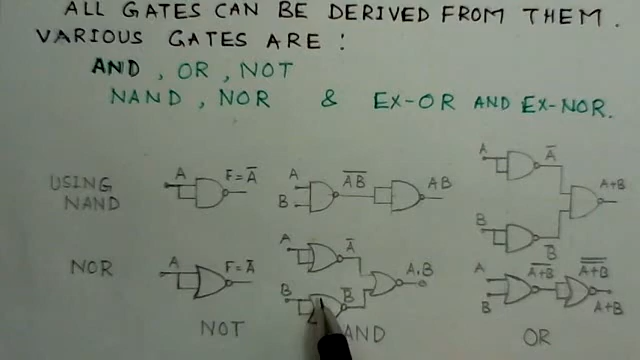 ALL GATES CAN BE DERIVED FROM THEM.
VARIOUS GATES ARE :
AND , OR , NOT
NAND , NOR & EX-OR AND EX-NOR.
USING NAND
A F = A̅
A B A̅B̅ AB
A A̅ B B̅ A+B
NOR
A F = A̅
A A̅ B B̅ A.B
A B A̅+̅B̅ A̿+̿B̿ A+B
NOT AND OR